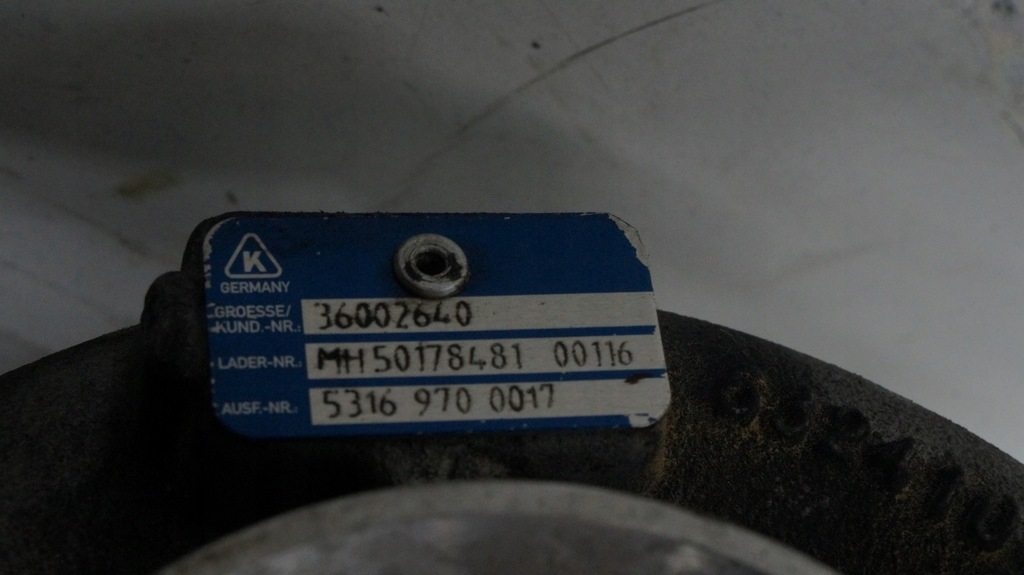 K
GERMANY
GROESSE/
KUND.-NR.: 36002640
LADER-NR.: MH50178481 00116
AUSF.-NR.: 5316 970 0017